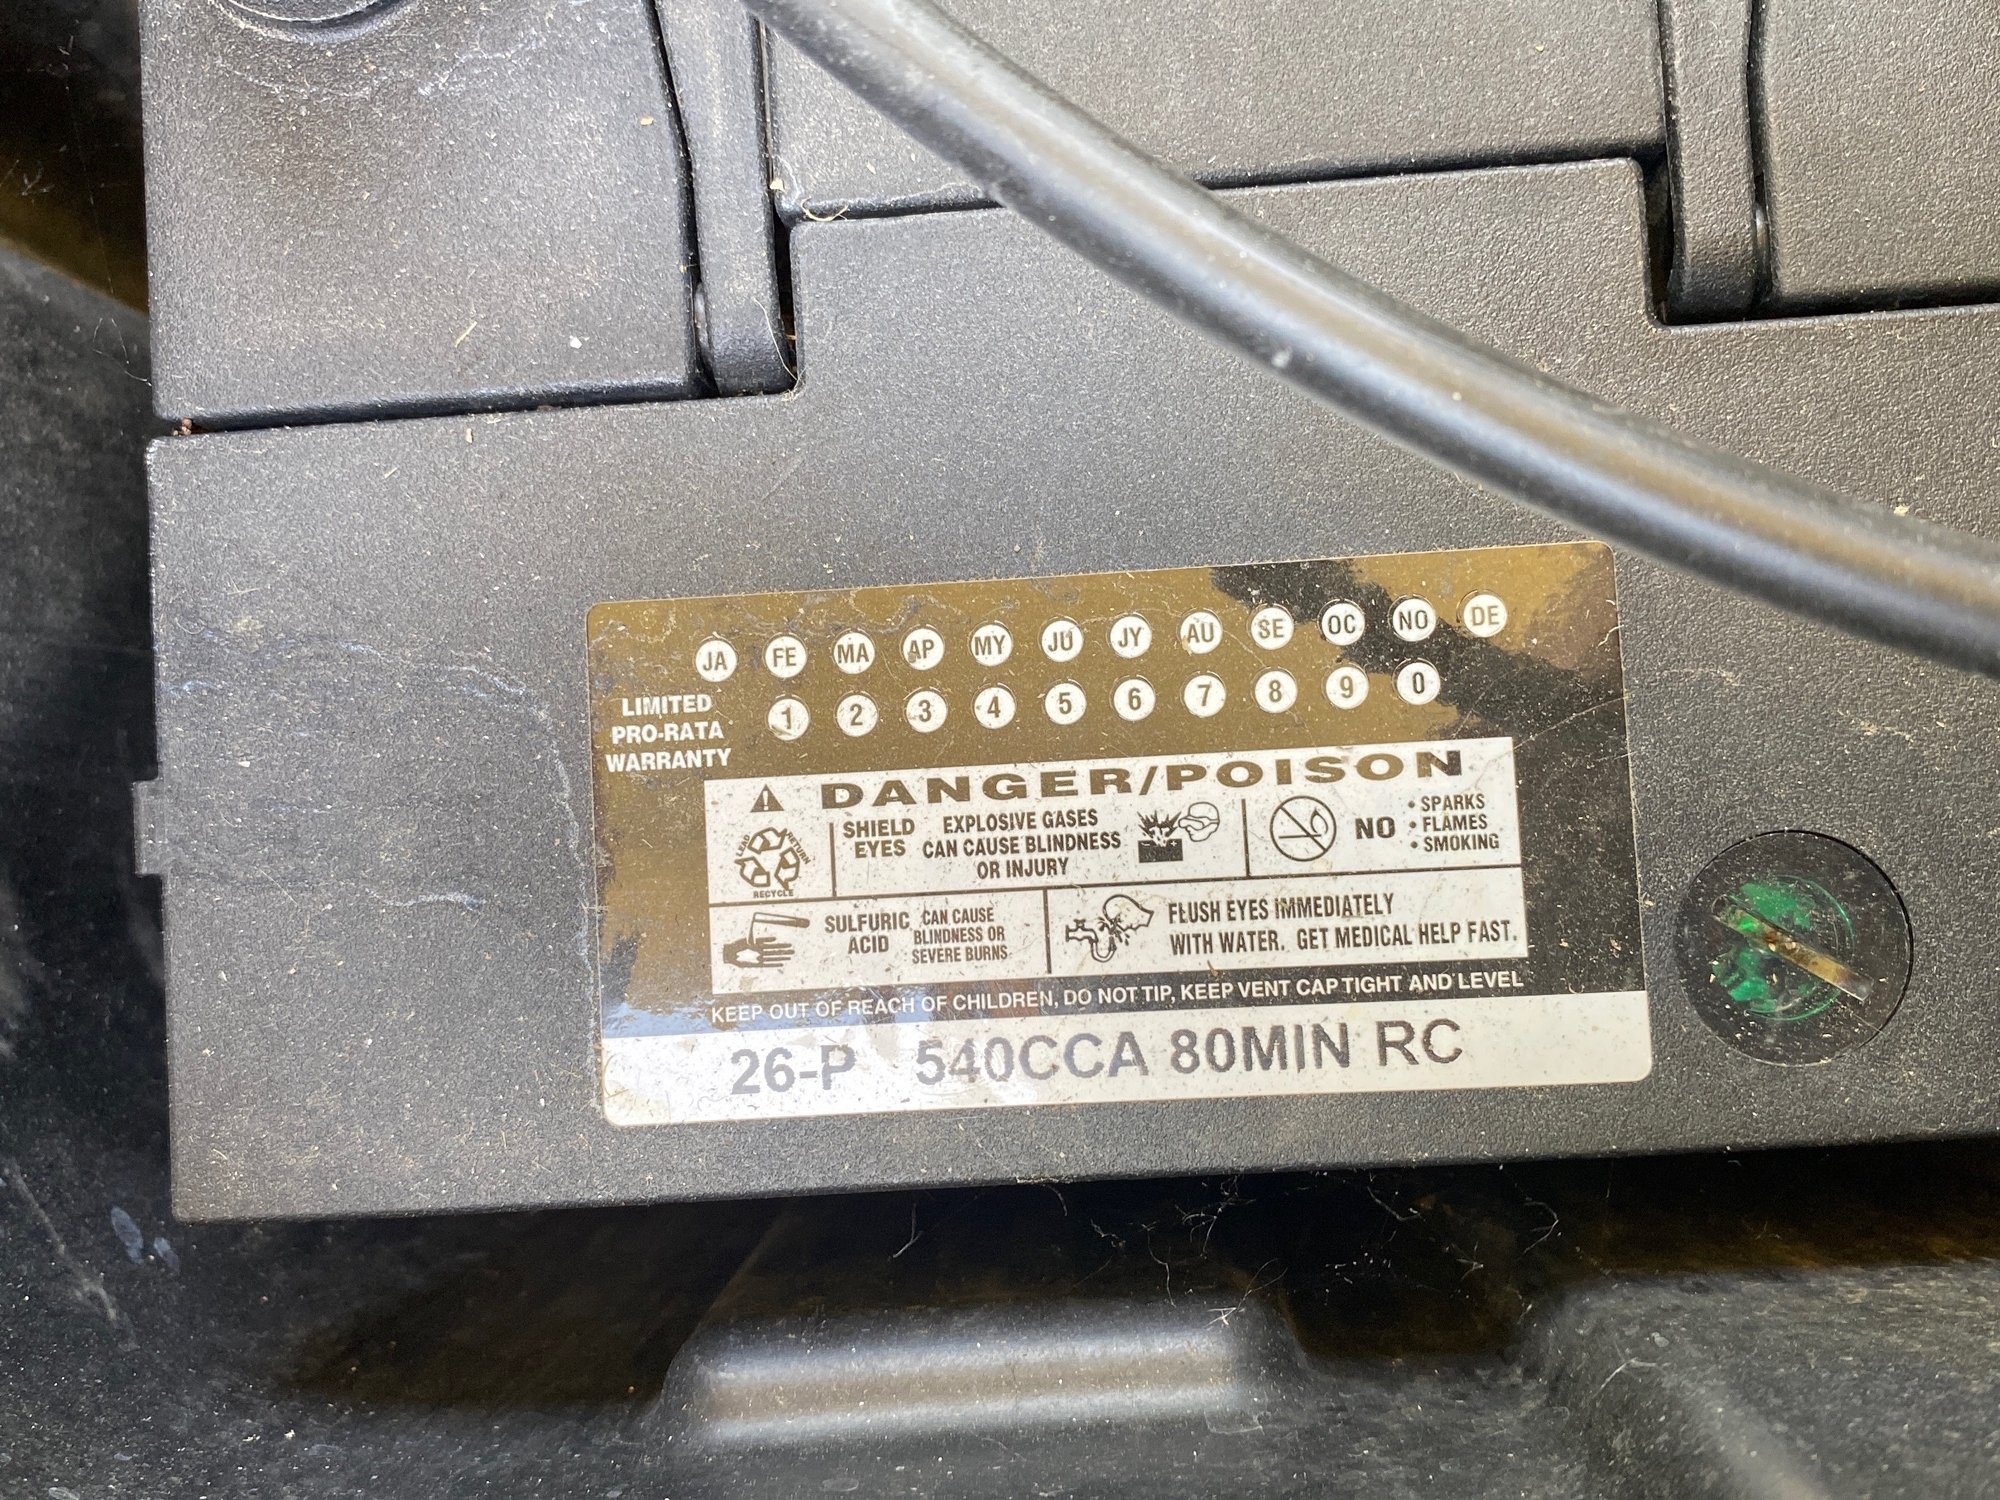 JA FE MA AP MY JU JY AU SE OC NO DE
1 2 3 4 5 6 7 8 9 0
LIMITED
PRO-RATA
WARRANTY
DANGER/POISON
LEAD RETURN
RECYCLE
SHIELD
EYES
EXPLOSIVE GASES
CAN CAUSE BLINDNESS
OR INJURY
NO
• SPARKS
• FLAMES
• SMOKING
SULFURIC
ACID
CAN CAUSE
BLINDNESS OR
SEVERE BURNS
FLUSH EYES IMMEDIATELY
WITH WATER. GET MEDICAL HELP FAST.
KEEP OUT OF REACH OF CHILDREN, DO NOT TIP, KEEP VENT CAP TIGHT AND LEVEL
26-P 540CCA 80MIN RC